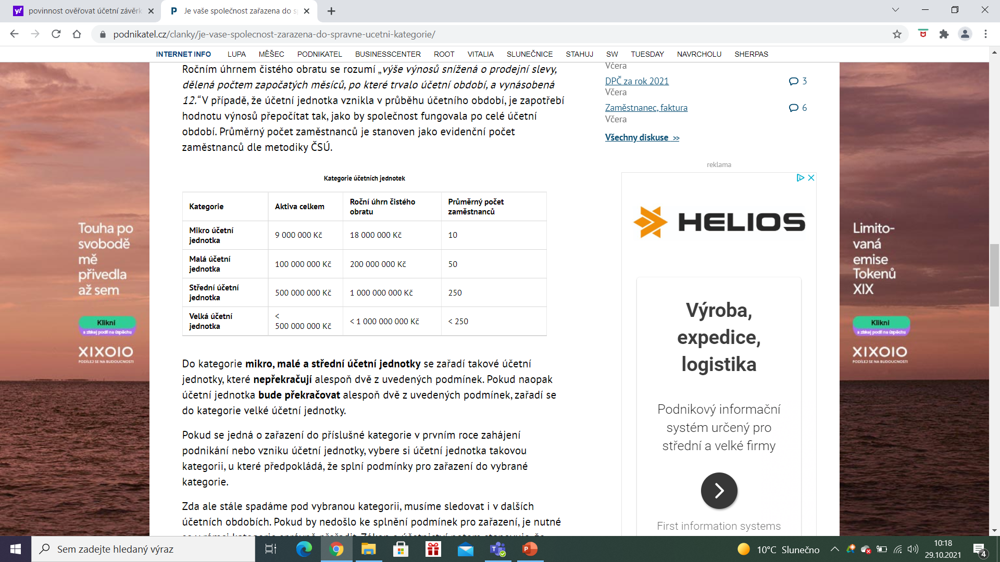 povinnost ověřovat účetní závěrk
Je vaše společnost zařazena do s
podnikatel.cz/clanky/je-vase-spolecnost-zarazena-do-spravne-ucetni-kategorie/
INTERNET INFO LUPA MĚŠEC PODNIKATEL BUSINESSCENTER ROOT VITALIA SLUNEČNICE STAHUJ SW TUESDAY NAVRCHOLU SHERPAS
Ročním úhrnem čistého obratu se rozumí „výše výnosů snížená o prodejní slevy,
dělená počtem započatých měsíců, po které trvalo účetní období, a vynásobená
12.“ V případě, že účetní jednotka vznikla v průběhu účetního období, je zapotřebí
hodnotu výnosů přepočítat tak, jako by společnost fungovala po celé účetní
období. Průměrný počet zaměstnanců je stanoven jako evidenční počet
zaměstnanců dle metodiky ČSÚ.
Kategorie účetních jednotek
Kategorie
Aktiva celkem
Roční úhrn čistého
obratu
Průměrný počet
zaměstnanců
Mikro účetní
jednotka
9 000 000 Kč
18 000 000 Kč
10
Malá účetní
jednotka
100 000 000 Kč
200 000 000 Kč
50
Střední účetní
jednotka
500 000 000 Kč
1 000 000 000 Kč
250
Velká účetní
jednotka
<
500 000 000 Kč
< 1 000 000 000 Kč
< 250
Do kategorie mikro, malé a střední účetní jednotky se zařadí takové účetní
jednotky, které nepřekračují alespoň dvě z uvedených podmínek. Pokud naopak
účetní jednotka bude překračovat alespoň dvě z uvedených podmínek, zařadí se
do kategorie velké účetní jednotky.
Pokud se jedná o zařazení do příslušné kategorie v prvním roce zahájení
podnikání nebo vzniku účetní jednotky, vybere si účetní jednotka takovou
kategorii, u které předpokládá, že splní podmínky pro zařazení do vybrané
kategorie.
Zda ale stále spadáme pod vybranou kategorii, musíme sledovat i v dalších
účetních obdobích. Pokud by nedošlo ke splnění podmínek pro zařazení, je nutné
Včera
DPČ za rok 2021 3
Včera
Zaměstnanec, faktura 6
Včera
Všechny diskuse >>
reklama
HELIOS
Výroba,
expedice,
logistika
Podnikový informační
systém určený pro
střední a velké firmy
First information systems
Touha po
svobodě
mě
přivedla
až sem
Klikni
a získej podíl na úspěchu
XIXOIO
PODÍLEJ SE NA BUDOUCNOSTI
Limito-
vaná
emise
Tokenů
XIX
Klikni
a získej podíl na úspěchu
XIXOIO
PODÍLEJ SE NA BUDOUCNOSTI
Sem zadejte hledaný výraz
10°C Slunečno
10:18
29.10.2021
4